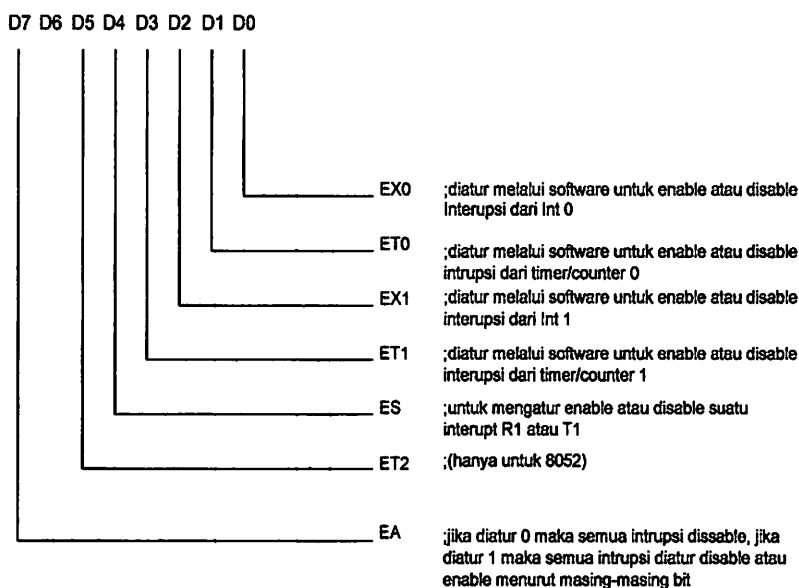 D7 D6 D5 D4 D3 D2 D1 D0
EX0 ;diatur melalui software untuk enable atau disable
Interupsi dari Int 0
ET0 ;diatur melalui software untuk enable atau disable
intrupsi dari timer/counter 0
EX1 ;diatur melalui software untuk enable atau disable
interupsi dari Int 1
ET1 ;diatur melalui software untuk enable atau disable
interupsi dari timer/counter 1
ES ;untuk mengatur enable atau disable suatu
interupt R1 atau T1
ET2 ;(hanya untuk 8052)
EA ;jika diatur 0 maka semua intrupsi dissable, jika
diatur 1 maka semua intrupsi diatur disable atau
enable menurut masing-masing bit